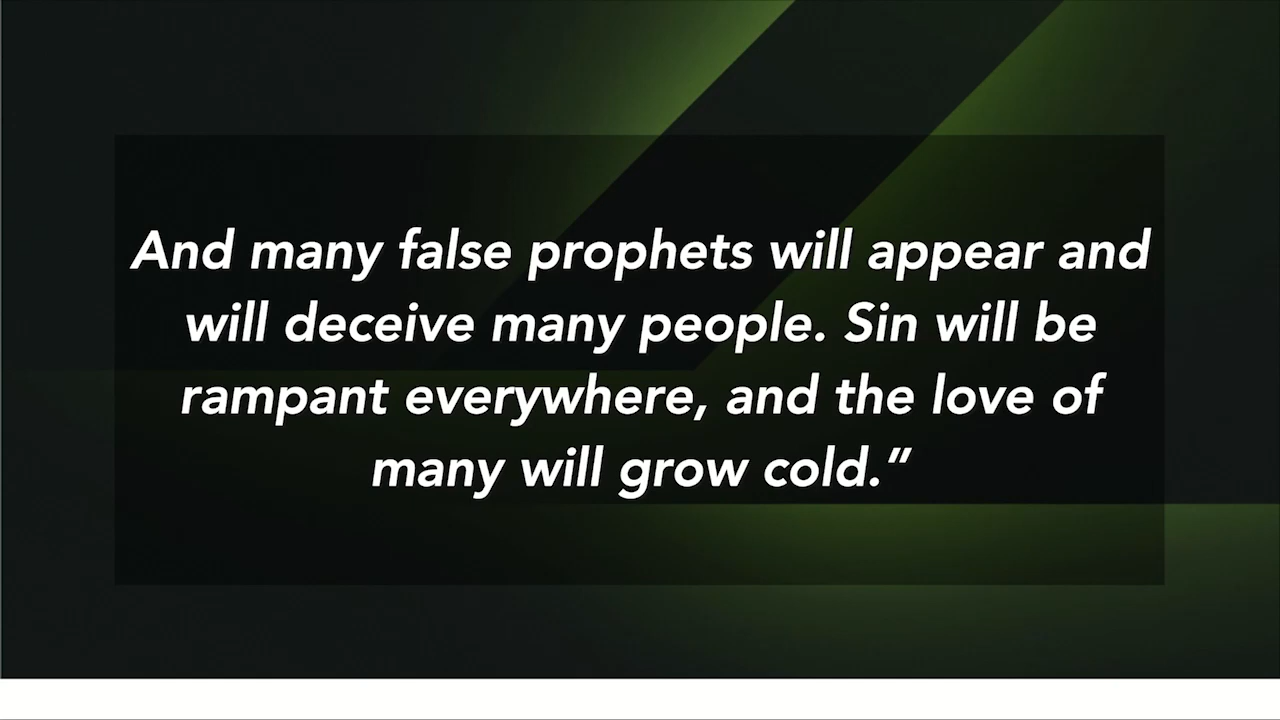 And many false prophets will appear and
will deceive many people. Sin will be
rampant everywhere, and the love of
many will grow cold.”